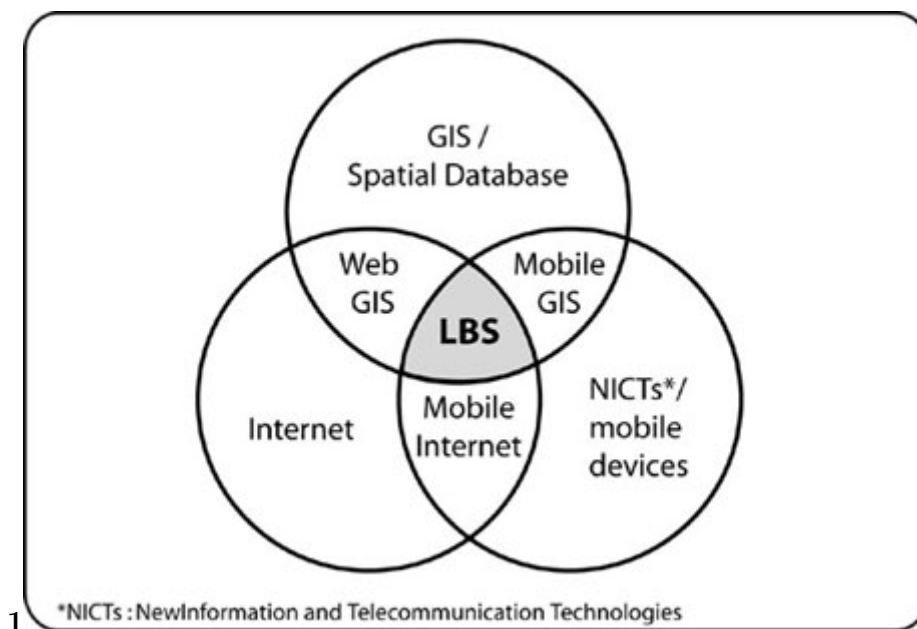 GIS /
Spatial Database
Web
GIS
Mobile
GIS
LBS
Internet
Mobile
Internet
NICTs*/
mobile
devices
1
*NICTs : NewInformation and Telecommunication Technologies